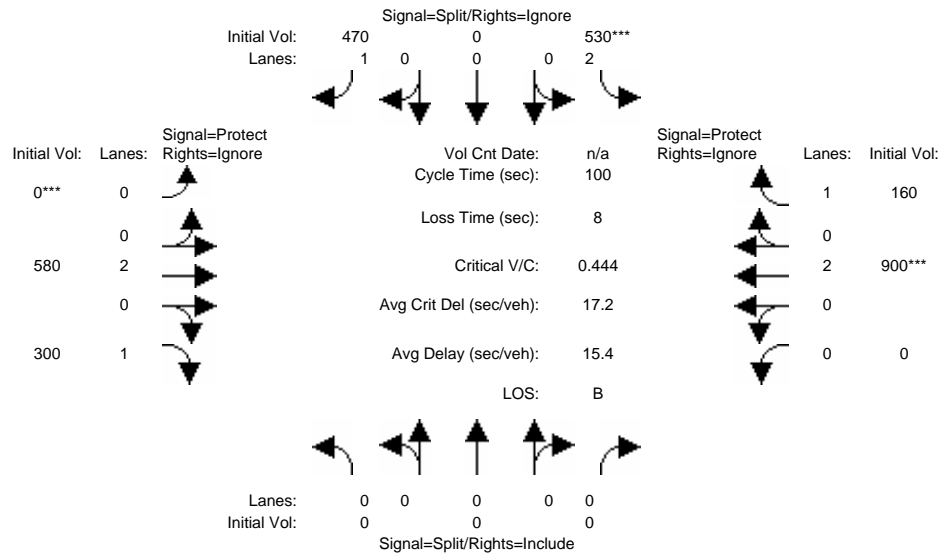 Signal=Split/Rights=Ignore
Initial Vol: 470 0 530***
Lanes: 1 0 0 0 2
Signal=Protect
Initial Vol: Lanes: Rights=Ignore
Vol Cnt Date: n/a
Signal=Protect
Rights=Ignore Lanes: Initial Vol:
Cycle Time (sec): 100
0*** 0
1 160
Loss Time (sec): 8
0
0
580 2
Critical V/C: 0.444
2 900***
0
Avg Crit Del (sec/veh): 17.2
0
300 1
Avg Delay (sec/veh): 15.4
0 0
LOS: B
Lanes: 0 0 0 0 0
Initial Vol: 0 0 0
Signal=Split/Rights=Include